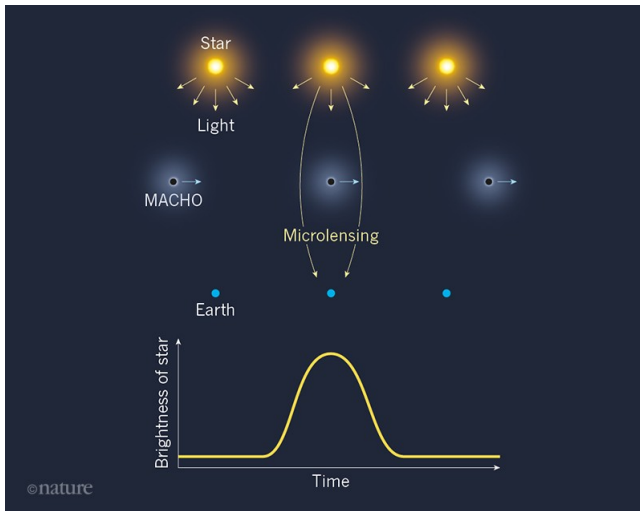 Star
Light
MACHO
Microlensing
Earth
Brightness of star
Time
©nature